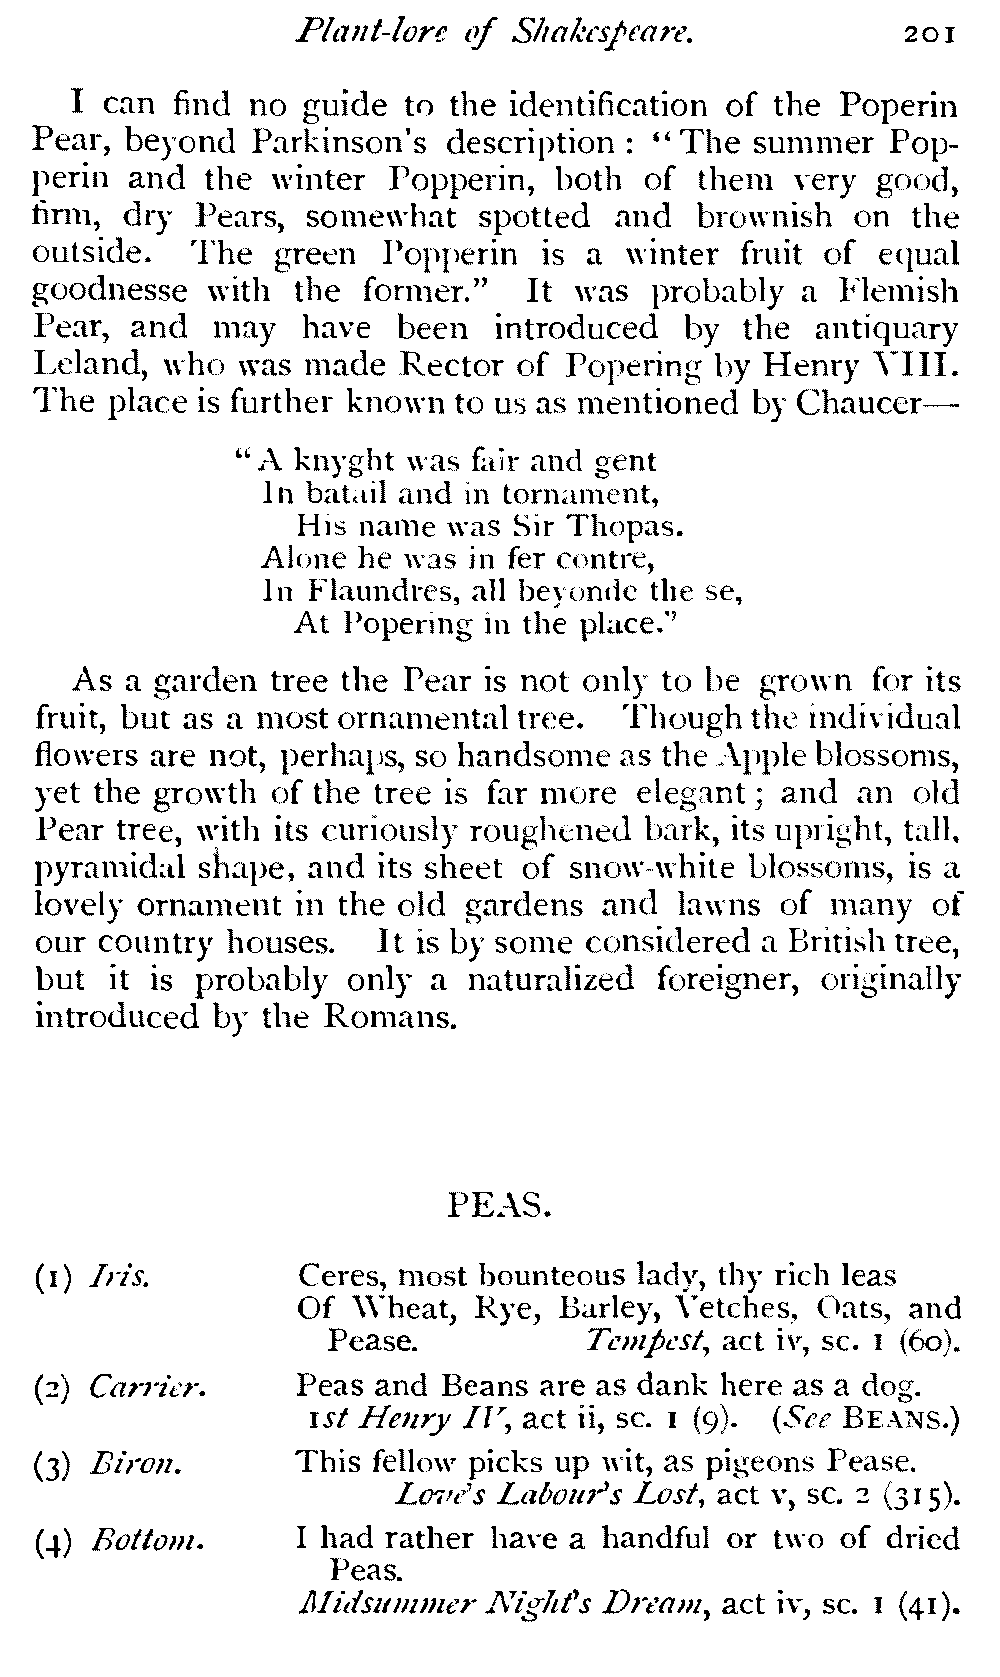 Plant-lore of Shakespeare. 201
I can find no guide to the identification of the Poperin
Pear, beyond Parkinson's description : “The summer Pop-
perin and the winter Popperin, both of them very good,
firm, dry Pears, somewhat spotted and brownish on the
outside. The green Popperin is a winter fruit of equal
goodnesse with the former.” It was probably a Flemish
Pear, and may have been introduced by the antiquary
Leland, who was made Rector of Popering by Henry VIII.
The place is further known to us as mentioned by Chaucer—
“A knyght was fair and gent
In batail and in tornament,
His name was Sir Thopas.
Alone he was in fer contre,
In Flaundres, all beyonde the se,
At Popering in the place.”
As a garden tree the Pear is not only to be grown for its
fruit, but as a most ornamental tree. Though the individual
flowers are not, perhaps, so handsome as the Apple blossoms,
yet the growth of the tree is far more elegant ; and an old
Pear tree, with its curiously roughened bark, its upright, tall,
pyramidal shape, and its sheet of snow-white blossoms, is a
lovely ornament in the old gardens and lawns of many of
our country houses. It is by some considered a British tree,
but it is probably only a naturalized foreigner, originally
introduced by the Romans.
PEAS.
(1) Iris. Ceres, most bounteous lady, thy rich leas
Of Wheat, Rye, Barley, Vetches, Oats, and
Pease. Tempest, act iv, sc. 1 (60).
(2) Carrier. Peas and Beans are as dank here as a dog.
1st Henry IV, act ii, sc. 1 (9). (See BEANS.)
(3) Biron. This fellow picks up wit, as pigeons Pease.
Love's Labour's Lost, act v, sc. 2 (315).
(4) Bottom. I had rather have a handful or two of dried
Peas.
Midsummer Night's Dream, act iv, sc. 1 (41).